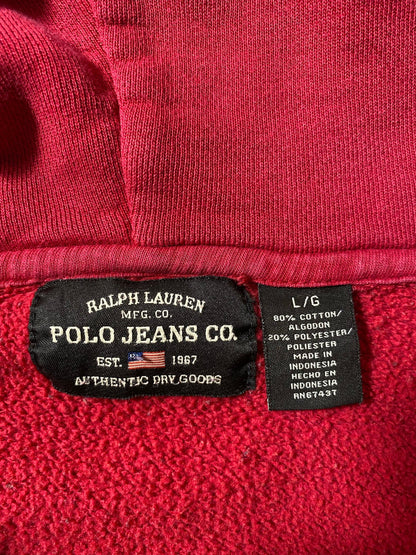 RALPH LAUREN
MFG. CO.
POLO JEANS CO.
EST. 1967
AUTHENTIC DRY GOODS
L/G
80% COTTON/
ALGODON
20% POLYESTER/
POLIESTER
MADE IN
INDONESIA
HECHO EN
INDONESIA
RN67437